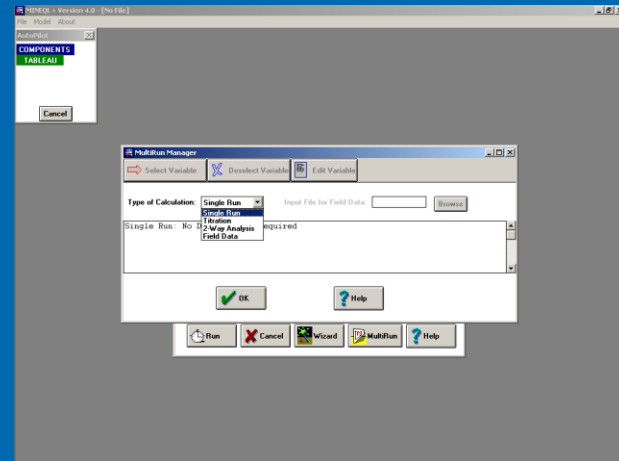 MINEQL+ Version 4.0 - [No File]
File Model About
AutoPilot
COMPONENTS
TABLEAU
Cancel
MultiRun Manager
Select Variable Deselect Variable Edit Variable
Type of Calculation: Single Run Input File for Field Data: Browse
Single Run
Titration
2-Way Analysis
Field Data
Single Run: No D equired
OK Help
Run Cancel Wizard MultiRun Help